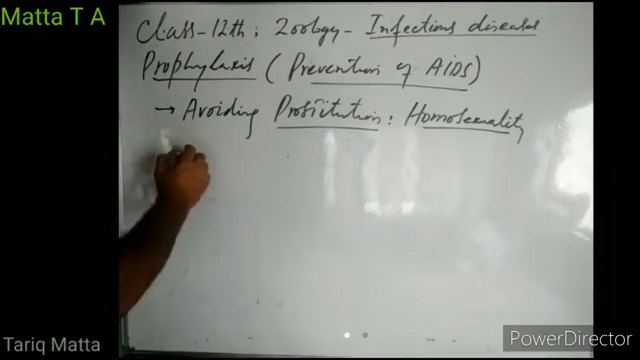 Matta T A
Class-12th: Zoology - Infectious diseases
Prophylaxis (Prevention of AIDS)
→ Avoiding Prostitution: Homosexuality
Tariq Matta
PowerDirector